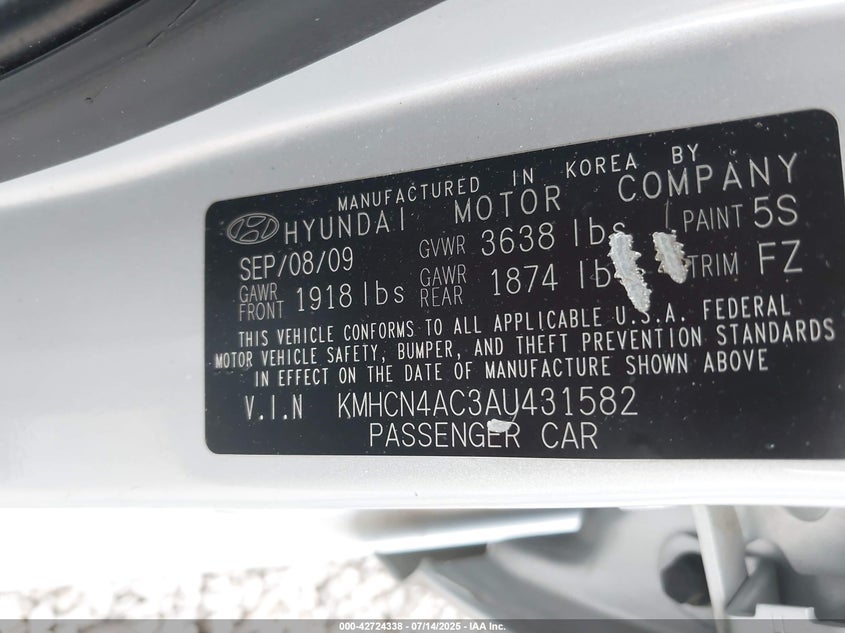 MANUFACTURED IN KOREA BY
HYUNDAI MOTOR COMPANY
SEP/08/09 GVWR 3638 lbs PAINT 5S
GAWR FRONT 1918 lbs GAWR REAR 1874 lbs TRIM FZ
THIS VEHICLE CONFORMS TO ALL APPLICABLE U.S.A. FEDERAL
MOTOR VEHICLE SAFETY, BUMPER, AND THEFT PREVENTION STANDARDS
IN EFFECT ON THE DATE OF MANUFACTURE SHOWN ABOVE
V.I.N KMHCN4AC3AU431582
PASSENGER CAR
000-42724338 - 07/14/2025 - IAA Inc.